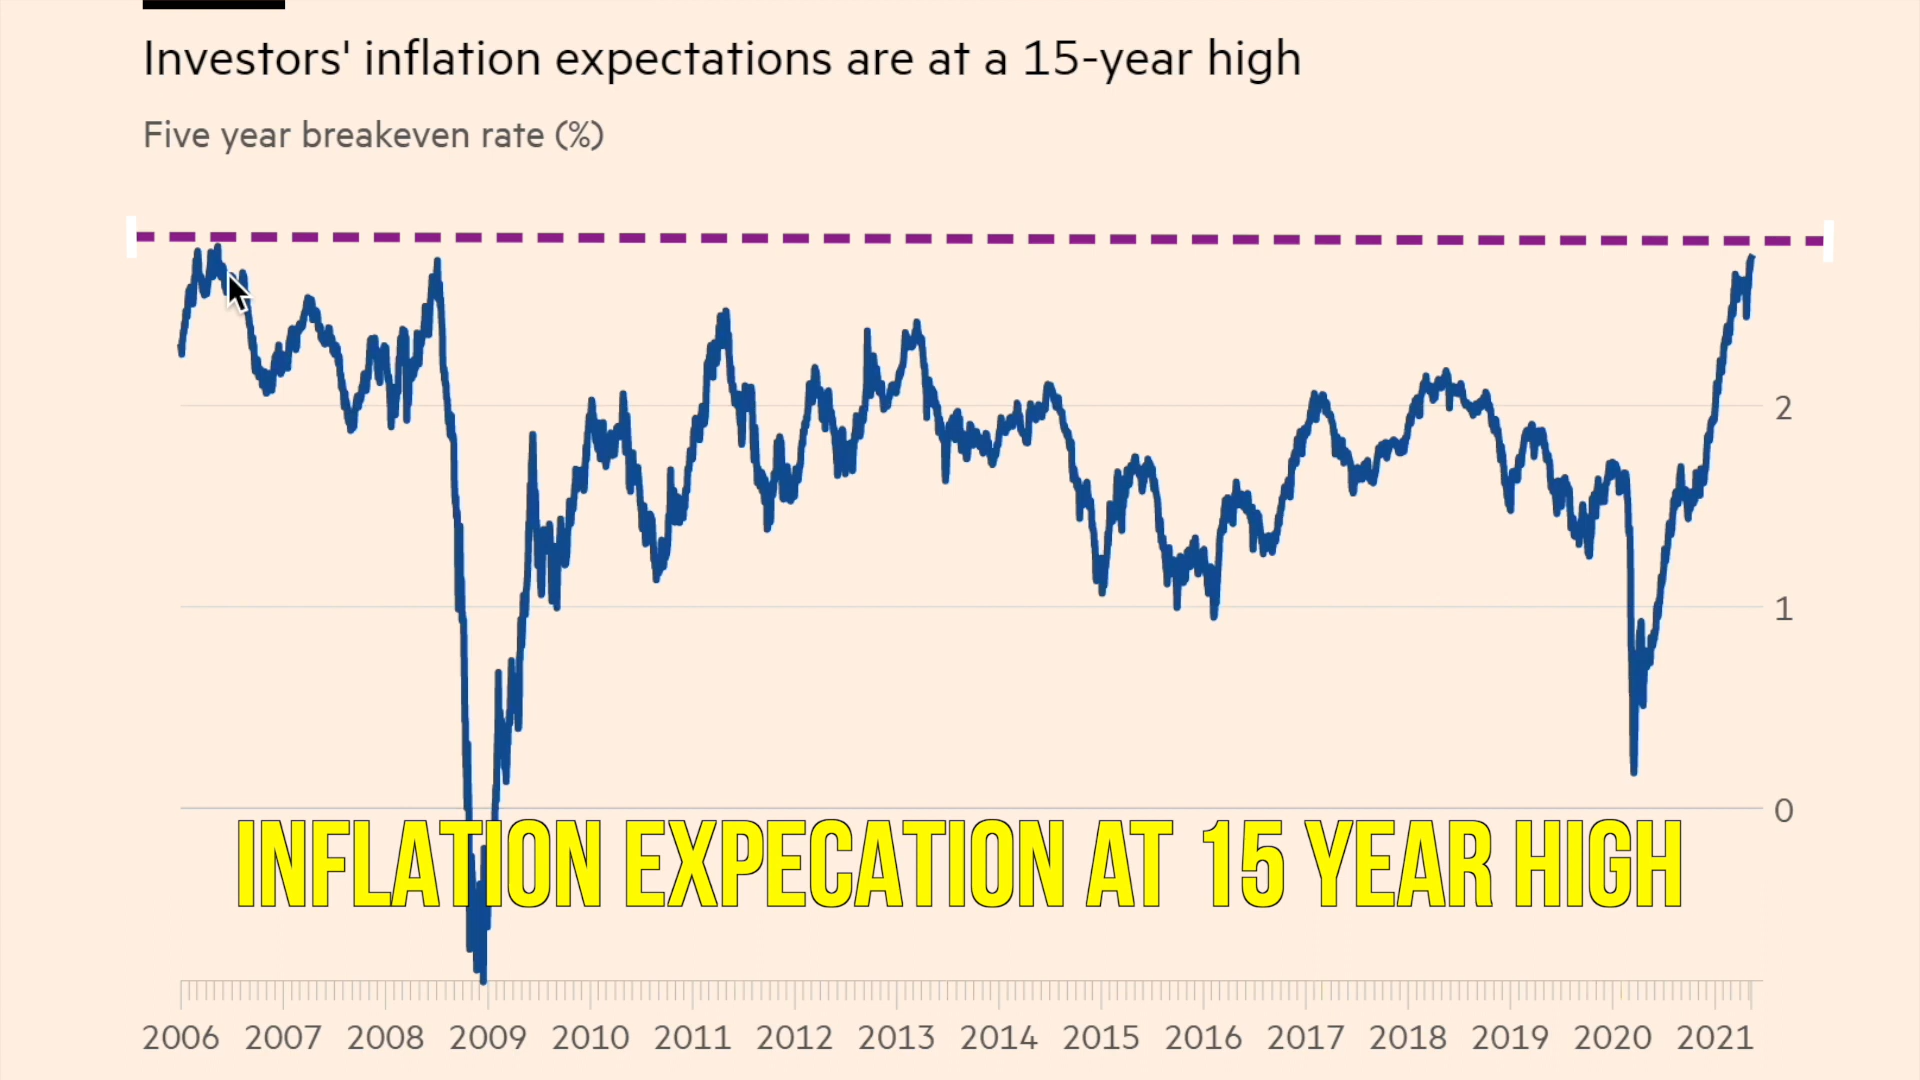 Investors' inflation expectations are at a 15-year high
Five year breakeven rate (%)
2
1
0
INFLATION EXPECATION AT 15 YEAR HIGH
2006 2007 2008 2009 2010 2011 2012 2013 2014 2015 2016 2017 2018 2019 2020 2021